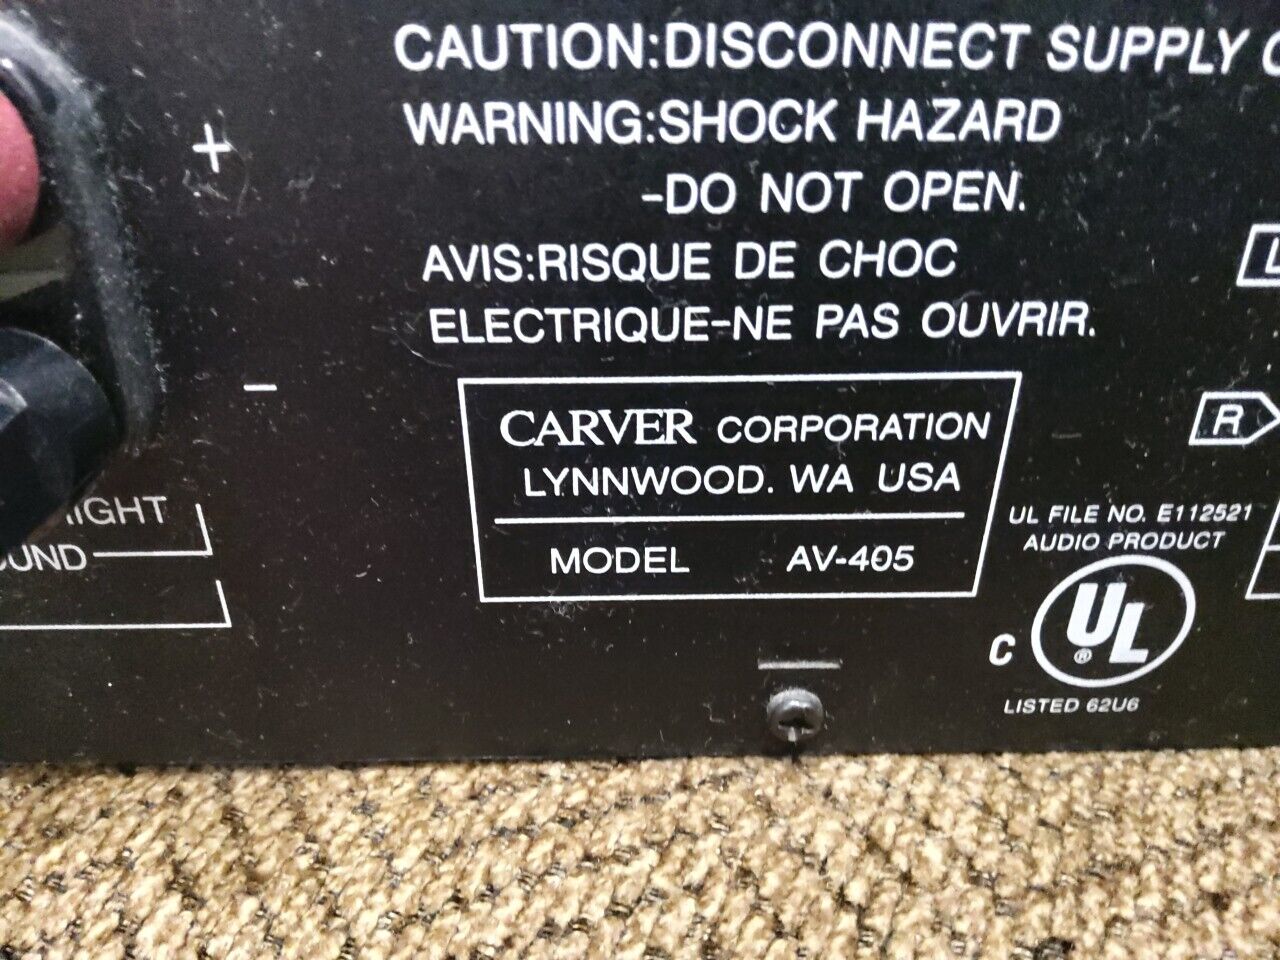 CAUTION:DISCONNECT SUPPLY
WARNING:SHOCK HAZARD
-DO NOT OPEN.
AVIS:RISQUE DE CHOC
ELECTRIQUE-NE PAS OUVRIR.
+
-
L
R
CARVER CORPORATION
LYNNWOOD. WA USA
MODEL AV-405
UL FILE NO. E112521
AUDIO PRODUCT
C UL ®
LISTED 62U6